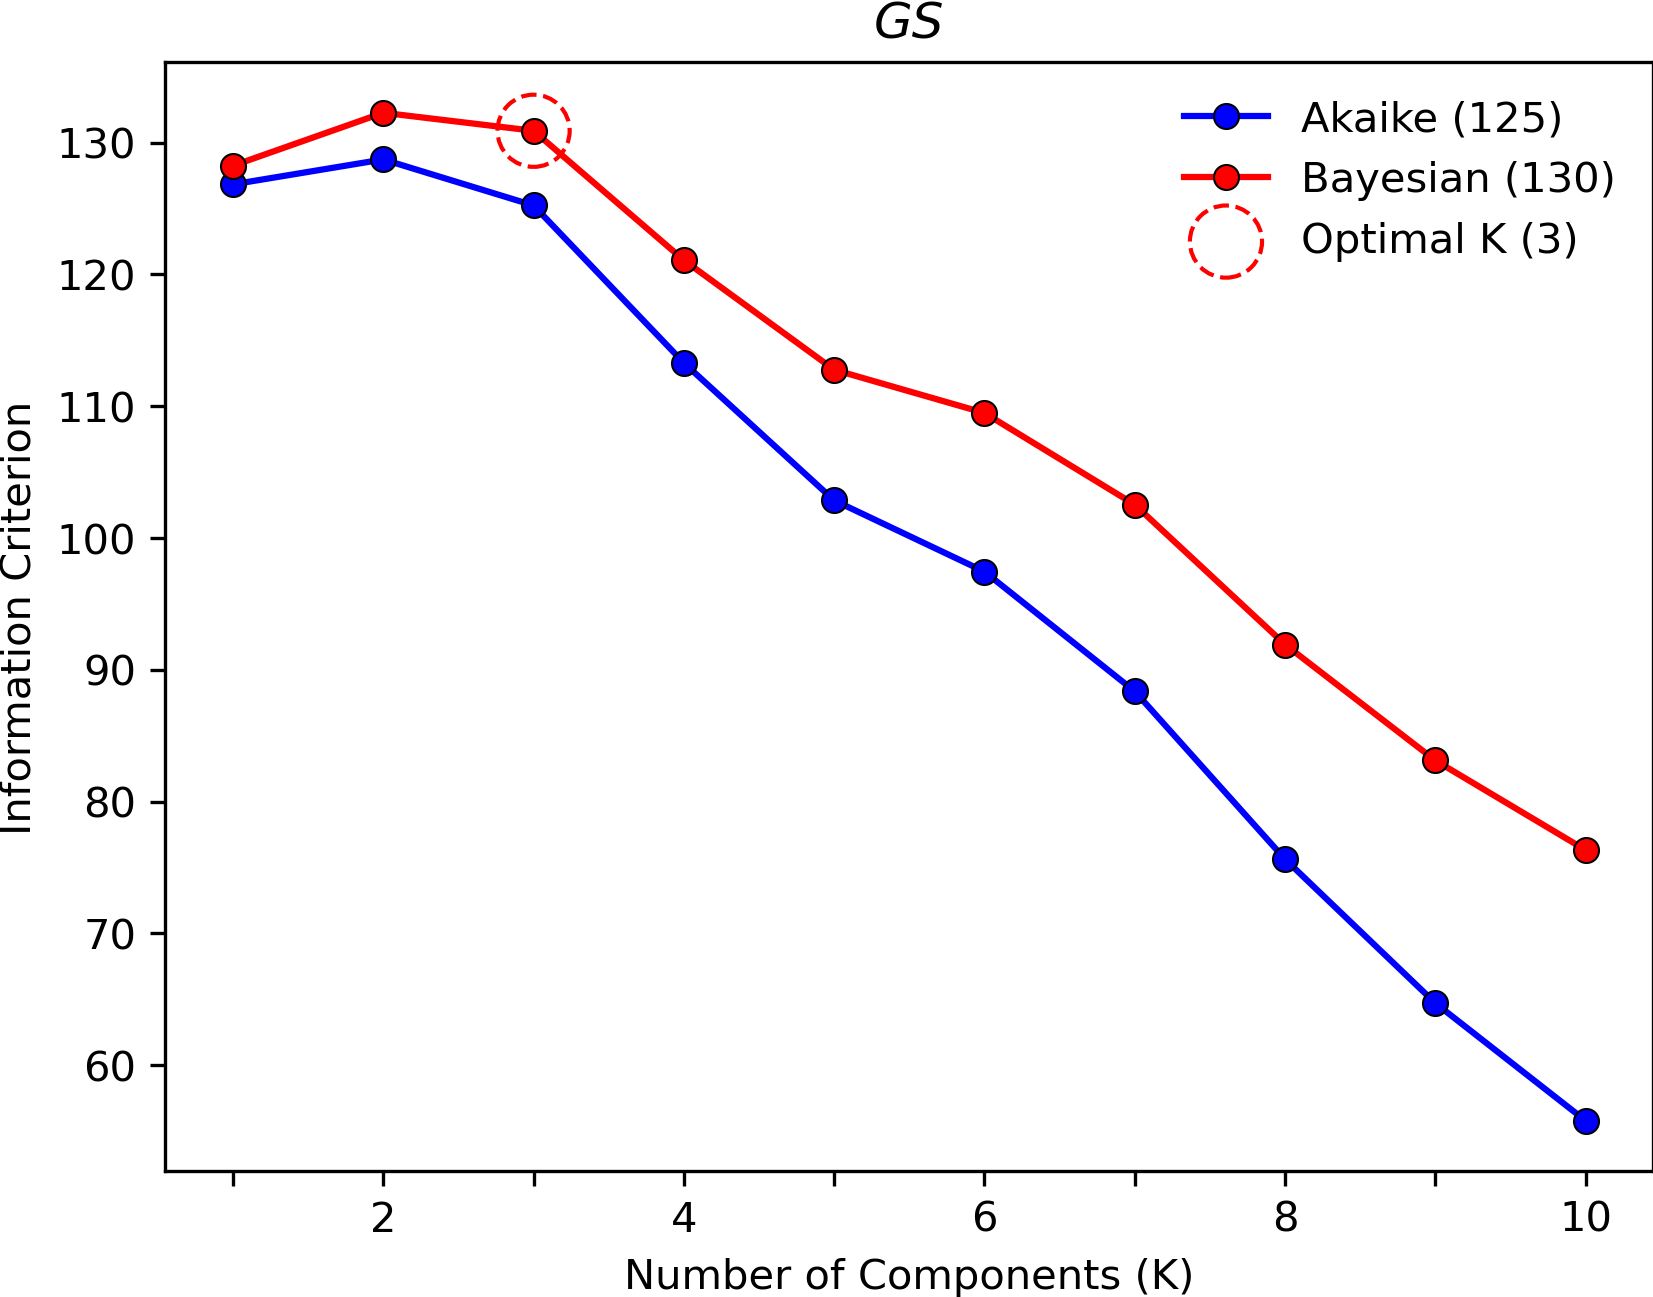 GS
Akaike (125)
Bayesian (130)
Optimal K (3)
Information Criterion
130
120
110
100
90
80
70
60
2 4 6 8 10
Number of Components (K)